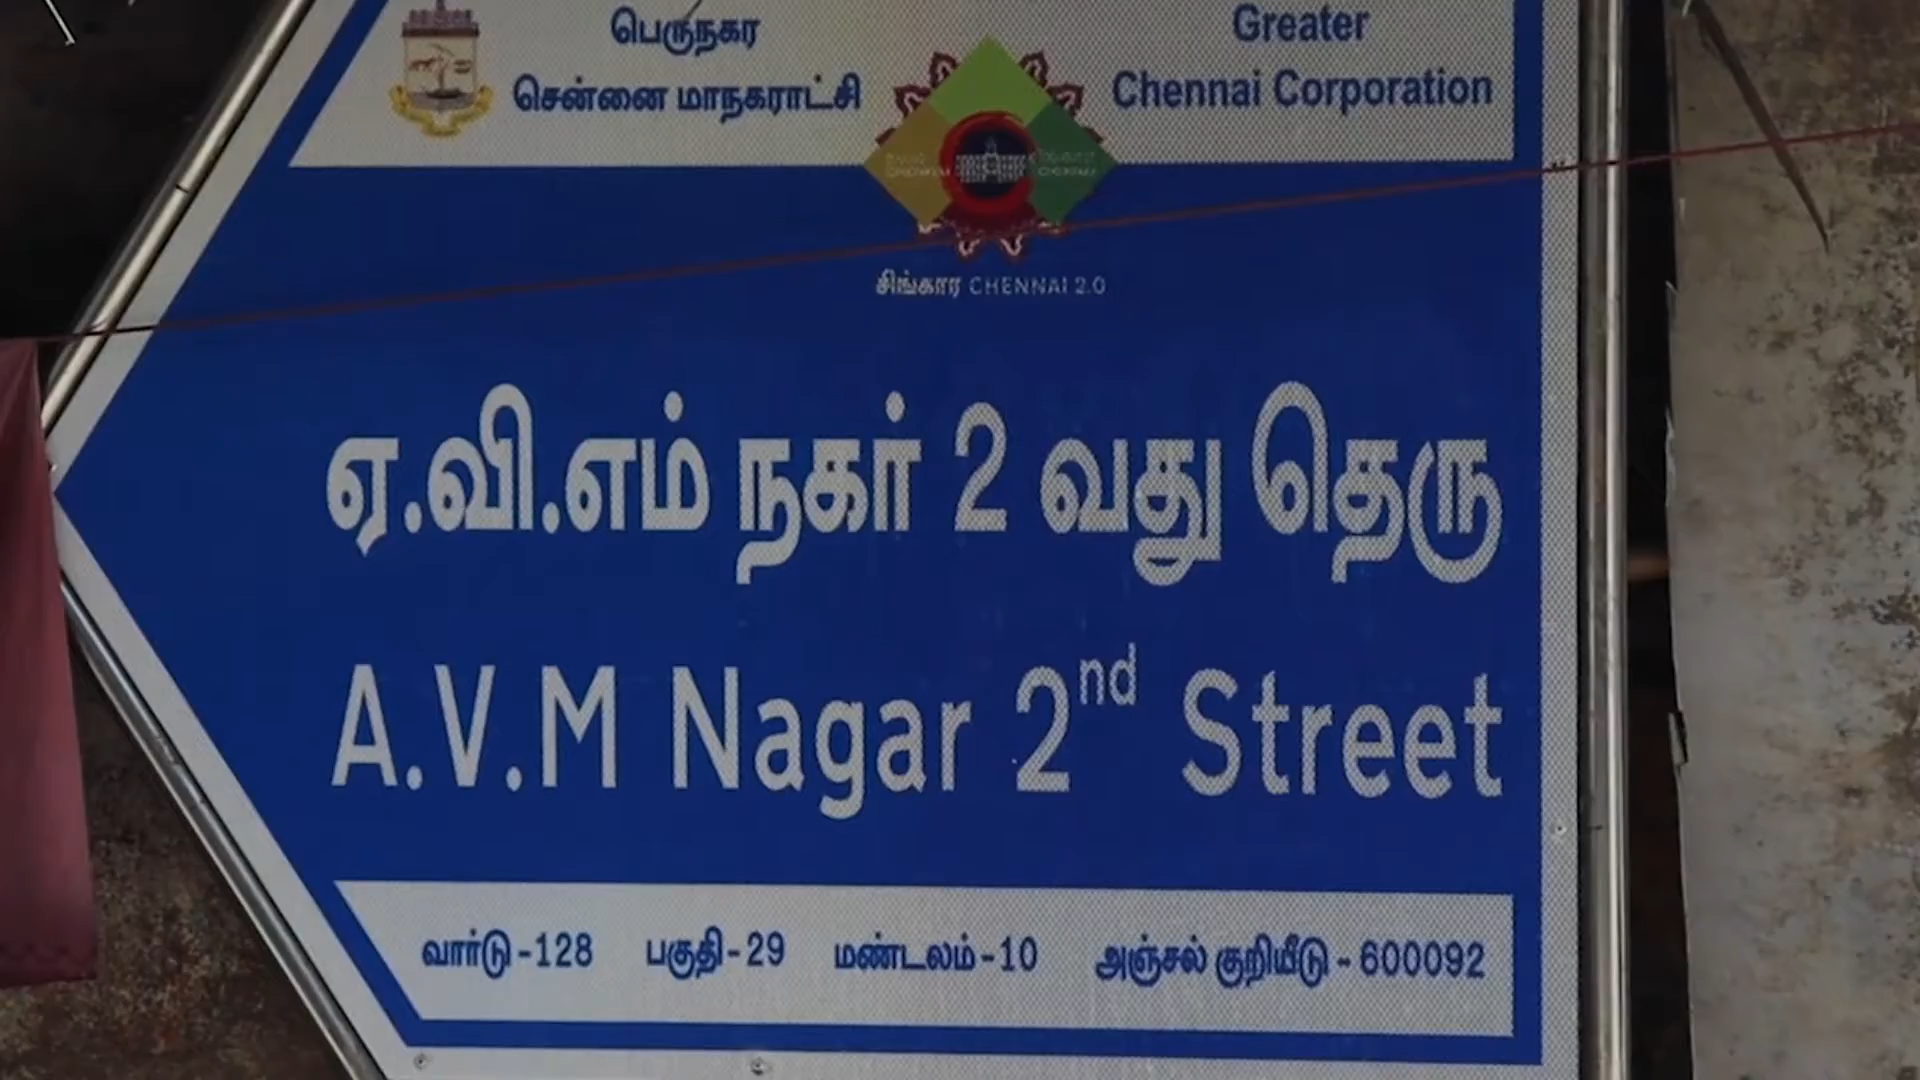 பெருநகர
சென்னை மாநகராட்சி
Greater
Chennai Corporation
சிங்கார CHENNAI 2.0
ஏ.வி.எம் நகர் 2 வது தெரு
A.V.M Nagar 2nd Street
வார்டு -128 பகுதி - 29 மண்டலம் -10 அஞ்சல் குறியீடு - 600092